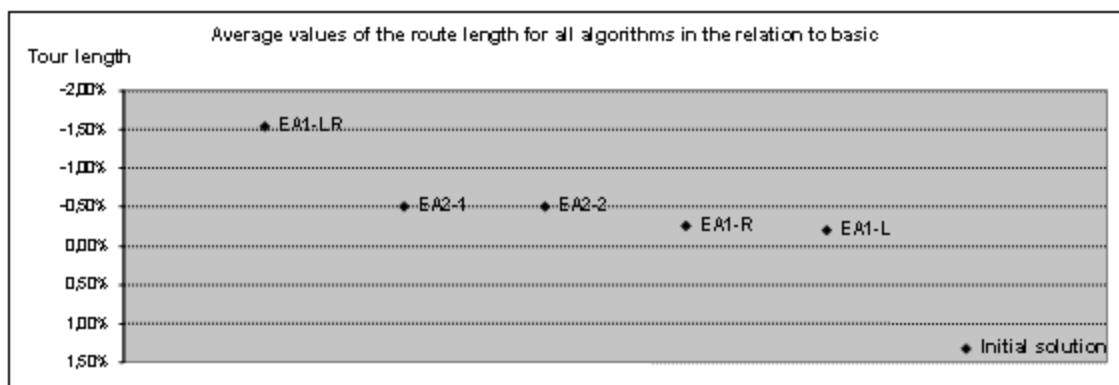 Average values of the route length for all algorithms in the relation to basic
Tour length
-2,00%
-1,50%
EA1-LR
-1,00%
-0,50%
EA2-1
EA2-2
EA1-R
EA1-L
0,00%
0,50%
1,00%
Initial solution
1,50%